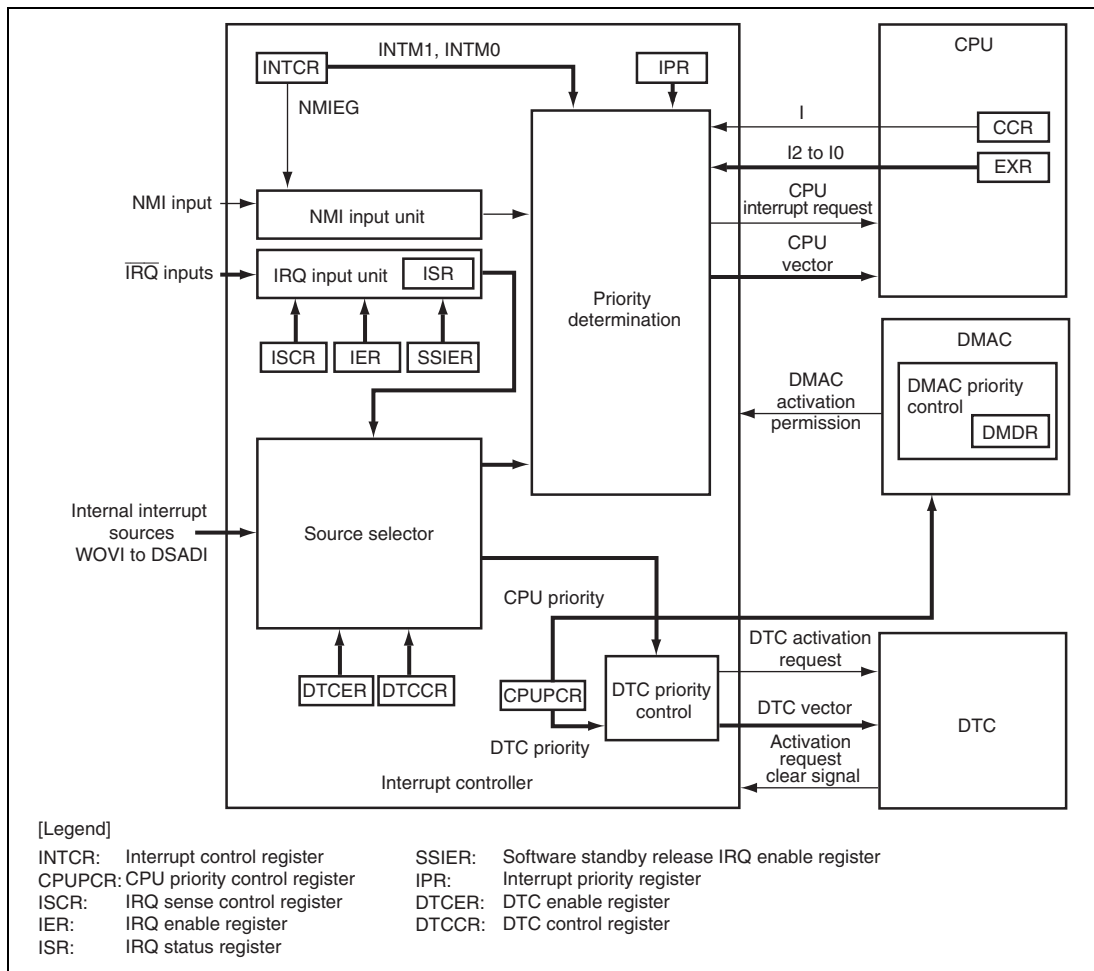 INTM1, INTM0
CPU
INTCR
IPR
NMIEG
I
CCR
I2 to I0
EXR
NMI input
NMI input unit
CPU
interrupt request
IRQ inputs
IRQ input unit
ISR
CPU
vector
Priority
determination
ISCR
IER
SSIER
DMAC
DMAC priority
control
DMDR
DMAC
activation
permission
Internal interrupt
sources
WOVI to DSADI
Source selector
CPU priority
DTC activation
request
DTCER
DTCCR
CPUPCR
DTC priority
control
DTC vector
DTC
DTC priority
Activation
request
clear signal
Interrupt controller
[Legend]
INTCR: Interrupt control register
CPUPCR: CPU priority control register
ISCR: IRQ sense control register
IER: IRQ enable register
ISR: IRQ status register
SSIER: Software standby release IRQ enable register
IPR: Interrupt priority register
DTCER: DTC enable register
DTCCR: DTC control register